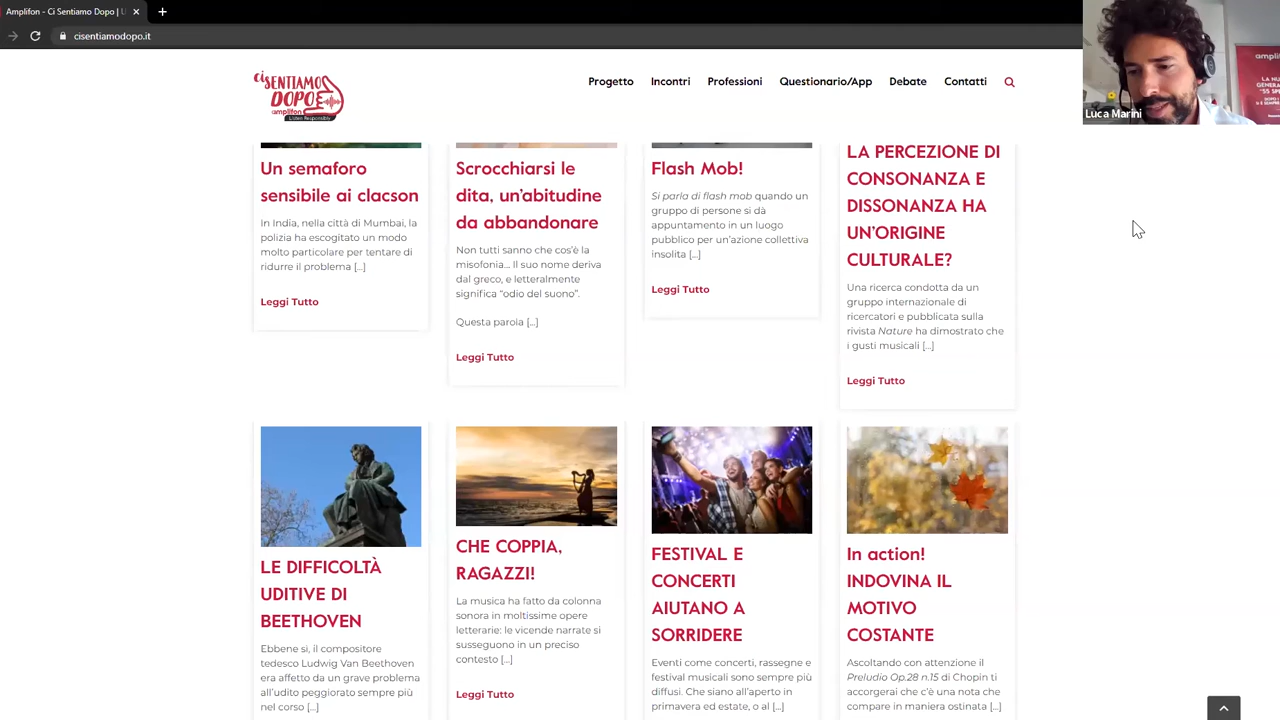 Amplifon - Ci Sentiamo Dopo | U
cisentiamodopo.it
ci SENTIAMO
DOPO
amplifon
Listen Responsibly
Progetto
Incontri
Professioni
Questionario/App
Debate
Contatti
Luca Marini
Un semaforo
sensibile ai clacson
In India, nella città di Mumbai, la
polizia ha escogitato un modo
molto particolare per tentare di
ridurre il problema [...]
Leggi Tutto
Scrocchiarsi le
dita, un'abitudine
da abbandonare
Non tutti sanno che cos'è la
misofonia... Il suo nome deriva
dal greco, e letteralmente
significa “odio del suono”.
Questa parola [...]
Leggi Tutto
Flash Mob!
Si parla di flash mob quando un
gruppo di persone si dà
appuntamento in un luogo
pubblico per un'azione collettiva
insolita [...]
Leggi Tutto
LA PERCEZIONE DI
CONSONANZA E
DISSONANZA HA
UN'ORIGINE
CULTURALE?
Una ricerca condotta da un
gruppo internazionale di
ricercatori e pubblicata sulla
rivista Nature ha dimostrato che
i gusti musicali [...]
Leggi Tutto
LE DIFFICOLTÀ
UDITIVE DI
BEETHOVEN
Ebbene sì, il compositore
tedesco Ludwig Van Beethoven
era affetto da un grave problema
all'udito peggiorato sempre più
nel corso [...]
CHE COPPIA,
RAGAZZI!
La musica ha fatto da colonna
sonora in moltissime opere
letterarie: le vicende narrate si
susseguono in un preciso
contesto [...]
Leggi Tutto
FESTIVAL E
CONCERTI
AIUTANO A
SORRIDERE
Eventi come concerti, rassegne e
festival musicali sono sempre più
diffusi. Che siano all'aperto in
primavera ed estate, o al [...]
In action!
INDOVINA IL
MOTIVO
COSTANTE
Ascoltando con attenzione il
Preludio Op.28 n.15 di Chopin ti
accorgerai che c'è una nota che
compare in maniera ostinata [...]